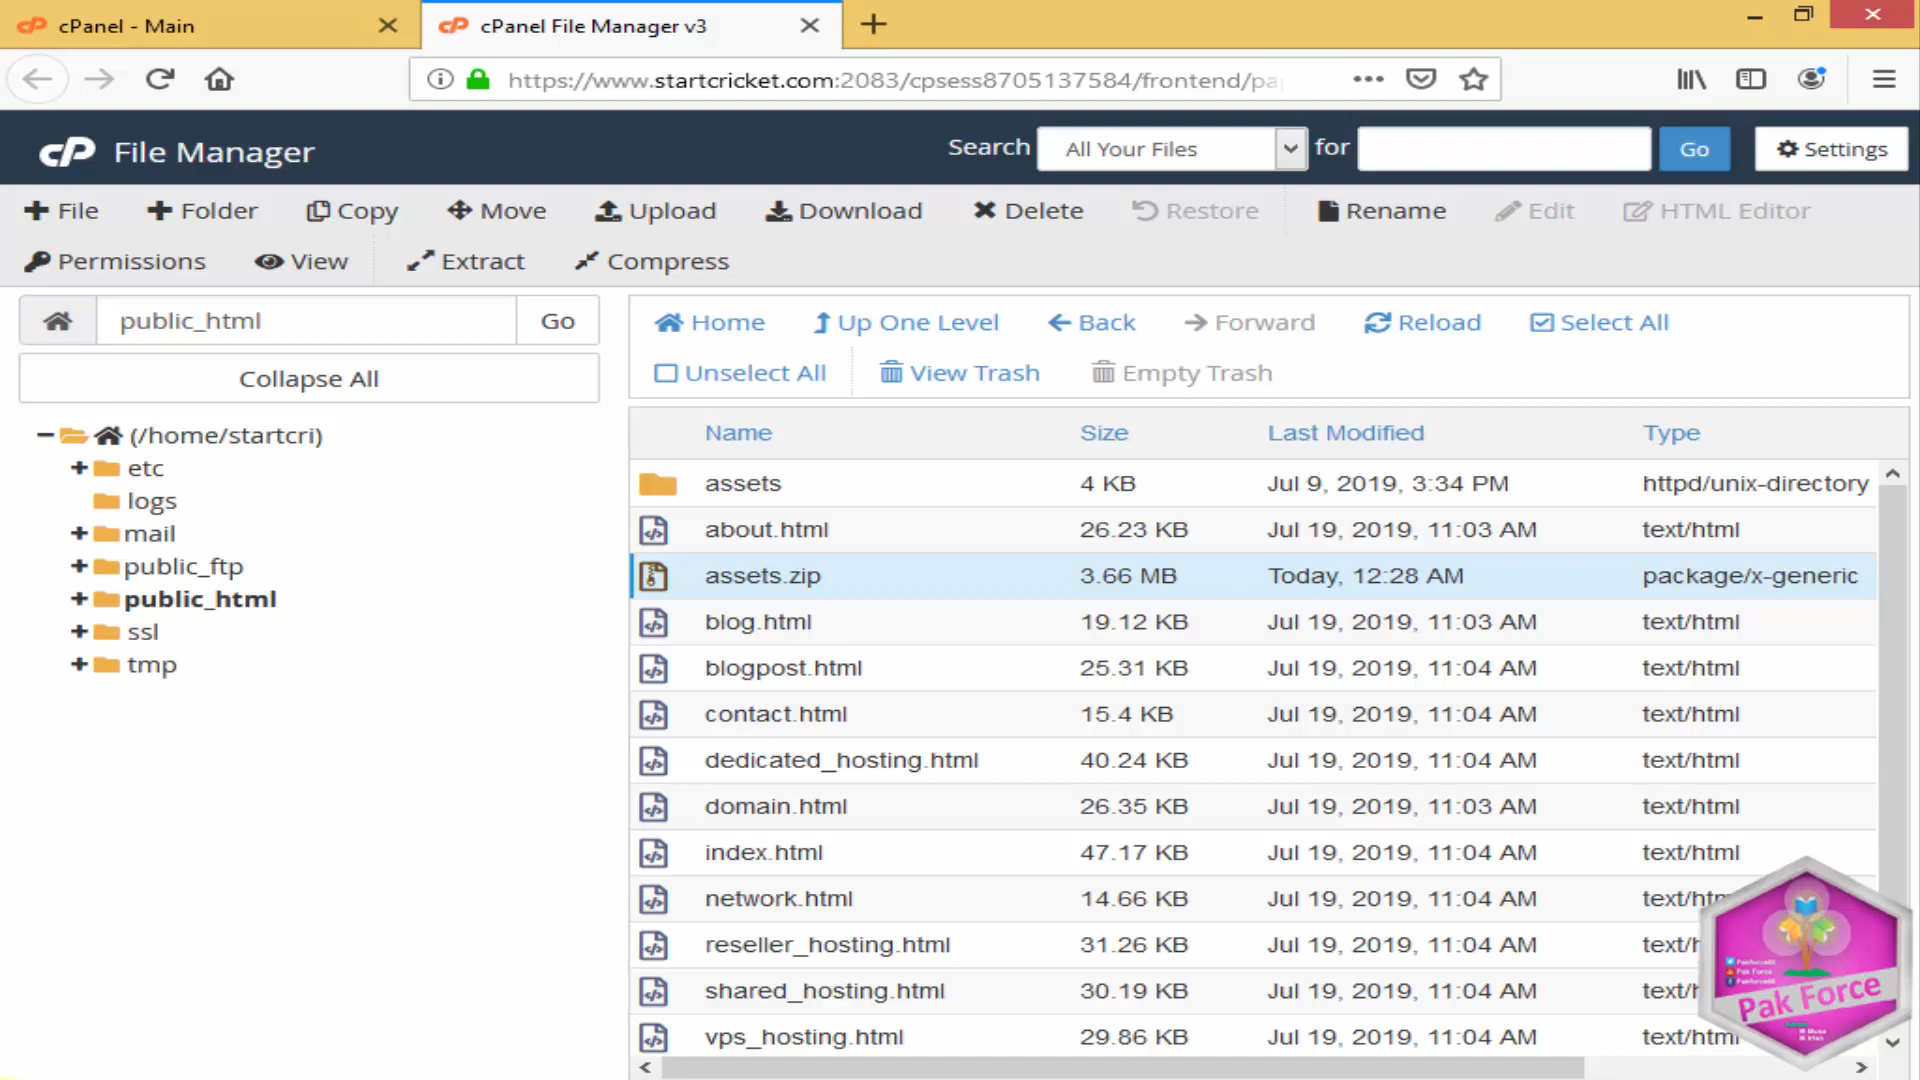 cPanel - Main
cPanel File Manager v3
https://www.startcricket.com:2083/cpsess8705137584/frontend/pa
cP File Manager
Search All Your Files for Go Settings
File Folder Copy Move Upload Download Delete Restore Rename Edit HTML Editor
Permissions View Extract Compress
public_html Go
Collapse All
(/home/startcri)
etc
logs
mail
public_ftp
public_html
ssl
tmp
Home Up One Level Back Forward Reload Select All
Unselect All View Trash Empty Trash
Name Size Last Modified Type
assets 4 KB Jul 9, 2019, 3:34 PM httpd/unix-directory
about.html 26.23 KB Jul 19, 2019, 11:03 AM text/html
assets.zip 3.66 MB Today, 12:28 AM package/x-generic
blog.html 19.12 KB Jul 19, 2019, 11:03 AM text/html
blogpost.html 25.31 KB Jul 19, 2019, 11:04 AM text/html
contact.html 15.4 KB Jul 19, 2019, 11:04 AM text/html
dedicated_hosting.html 40.24 KB Jul 19, 2019, 11:04 AM text/html
domain.html 26.35 KB Jul 19, 2019, 11:03 AM text/html
index.html 47.17 KB Jul 19, 2019, 11:04 AM text/html
network.html 14.66 KB Jul 19, 2019, 11:04 AM text/htm
reseller_hosting.html 31.26 KB Jul 19, 2019, 11:04 AM text/h
shared_hosting.html 30.19 KB Jul 19, 2019, 11:04 AM text/h
vps_hosting.html 29.86 KB Jul 19, 2019, 11:04 AM text/html
Pak Force
Pak Force